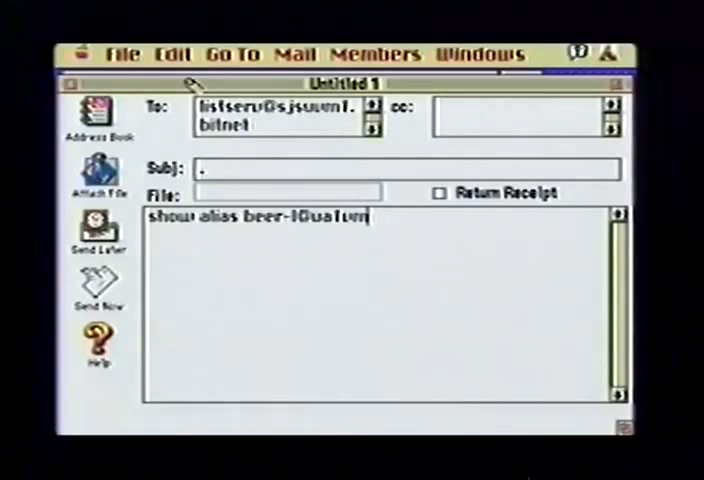 File Edit Go To Mail Members Windows
Untitled 1
To: listserv@sjsuvm1.
bitnet
cc:
Address Book
Subj: .
Attach File
File:
Return Receipt
show alias beer-l@ua1vm
Send Later
Send Now
Help